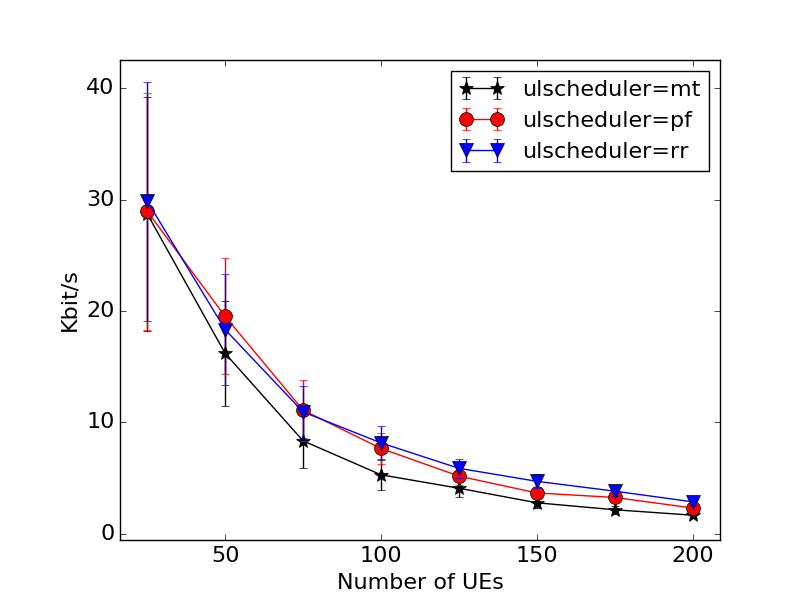 40
30
20
10
0
Kbit/s
50
100
150
200
Number of UEs
ulscheduler=mt
ulscheduler=pf
ulscheduler=rr